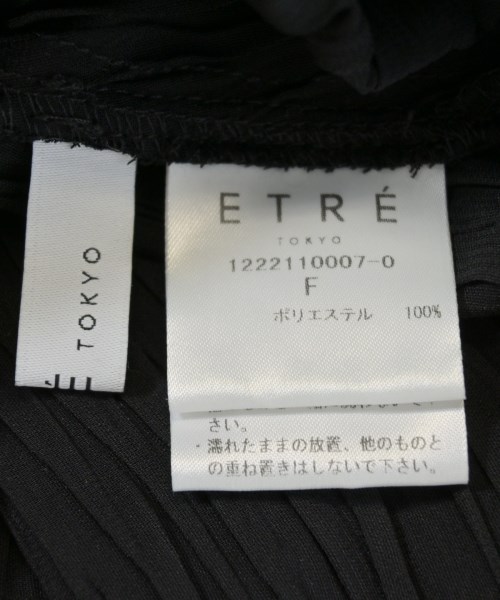 É
TOKYO
ETRÉ
TOKYO
1222110007-0
F
ポリエステル 100%
さい。
・濡れたままの放置、他のものと
の重ね置きはしないで下さい。